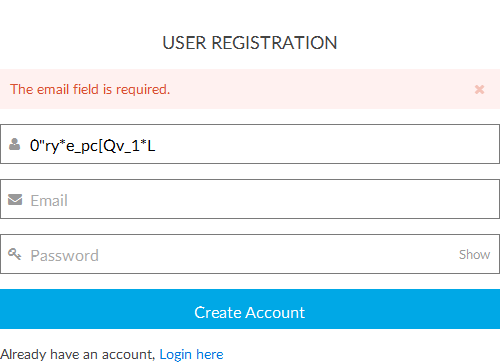 USER REGISTRATION
The email field is required.
0"ry*e_pc[Qv_1*L
Email
Password Show
Create Account
Already have an account, Login here